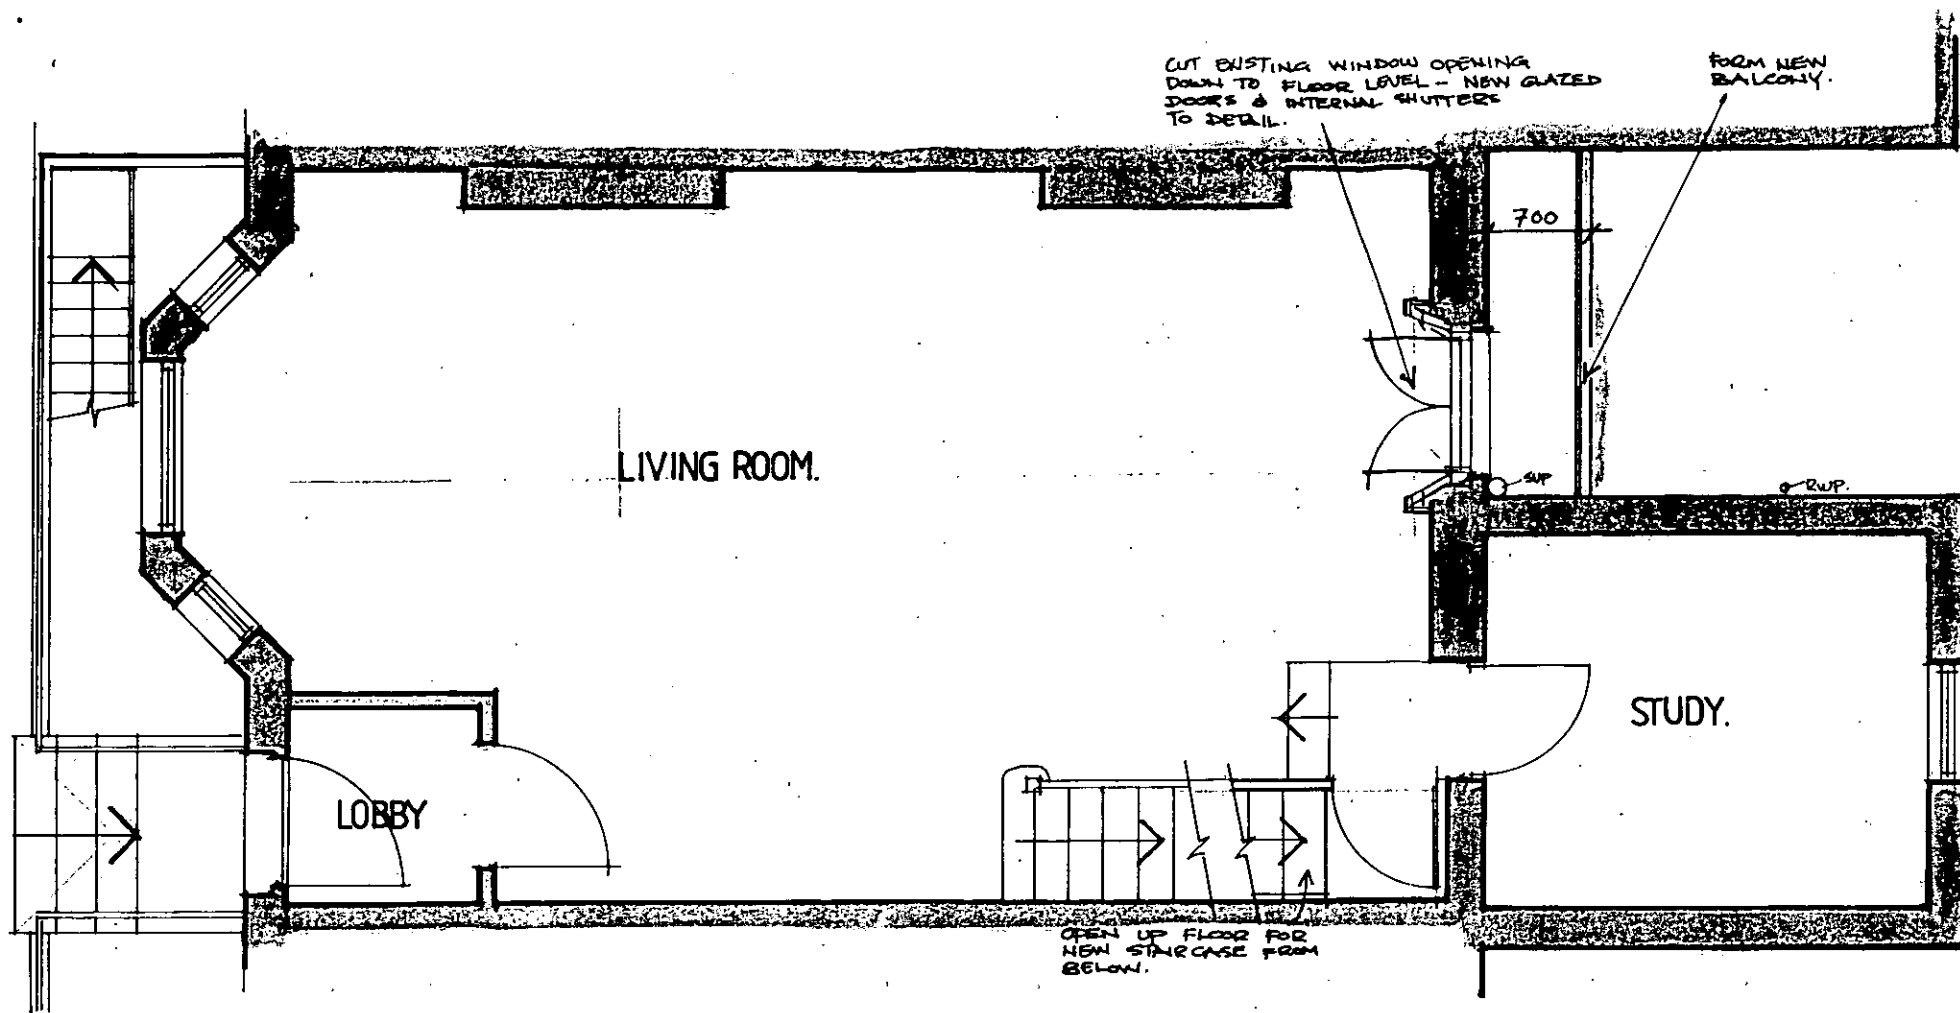 CUT EXISTING WINDOW OPENING
DOWN TO FLOOR LEVEL - NEW GLAZED
DOORS & INTERNAL SHUTTERS
TO DETAIL.
FORM NEW
BALCONY.
700
LIVING ROOM.
SVP
RWP.
STUDY.
LOBBY
OPEN UP FLOOR FOR
NEW STAIRCASE FROM
BELOW.